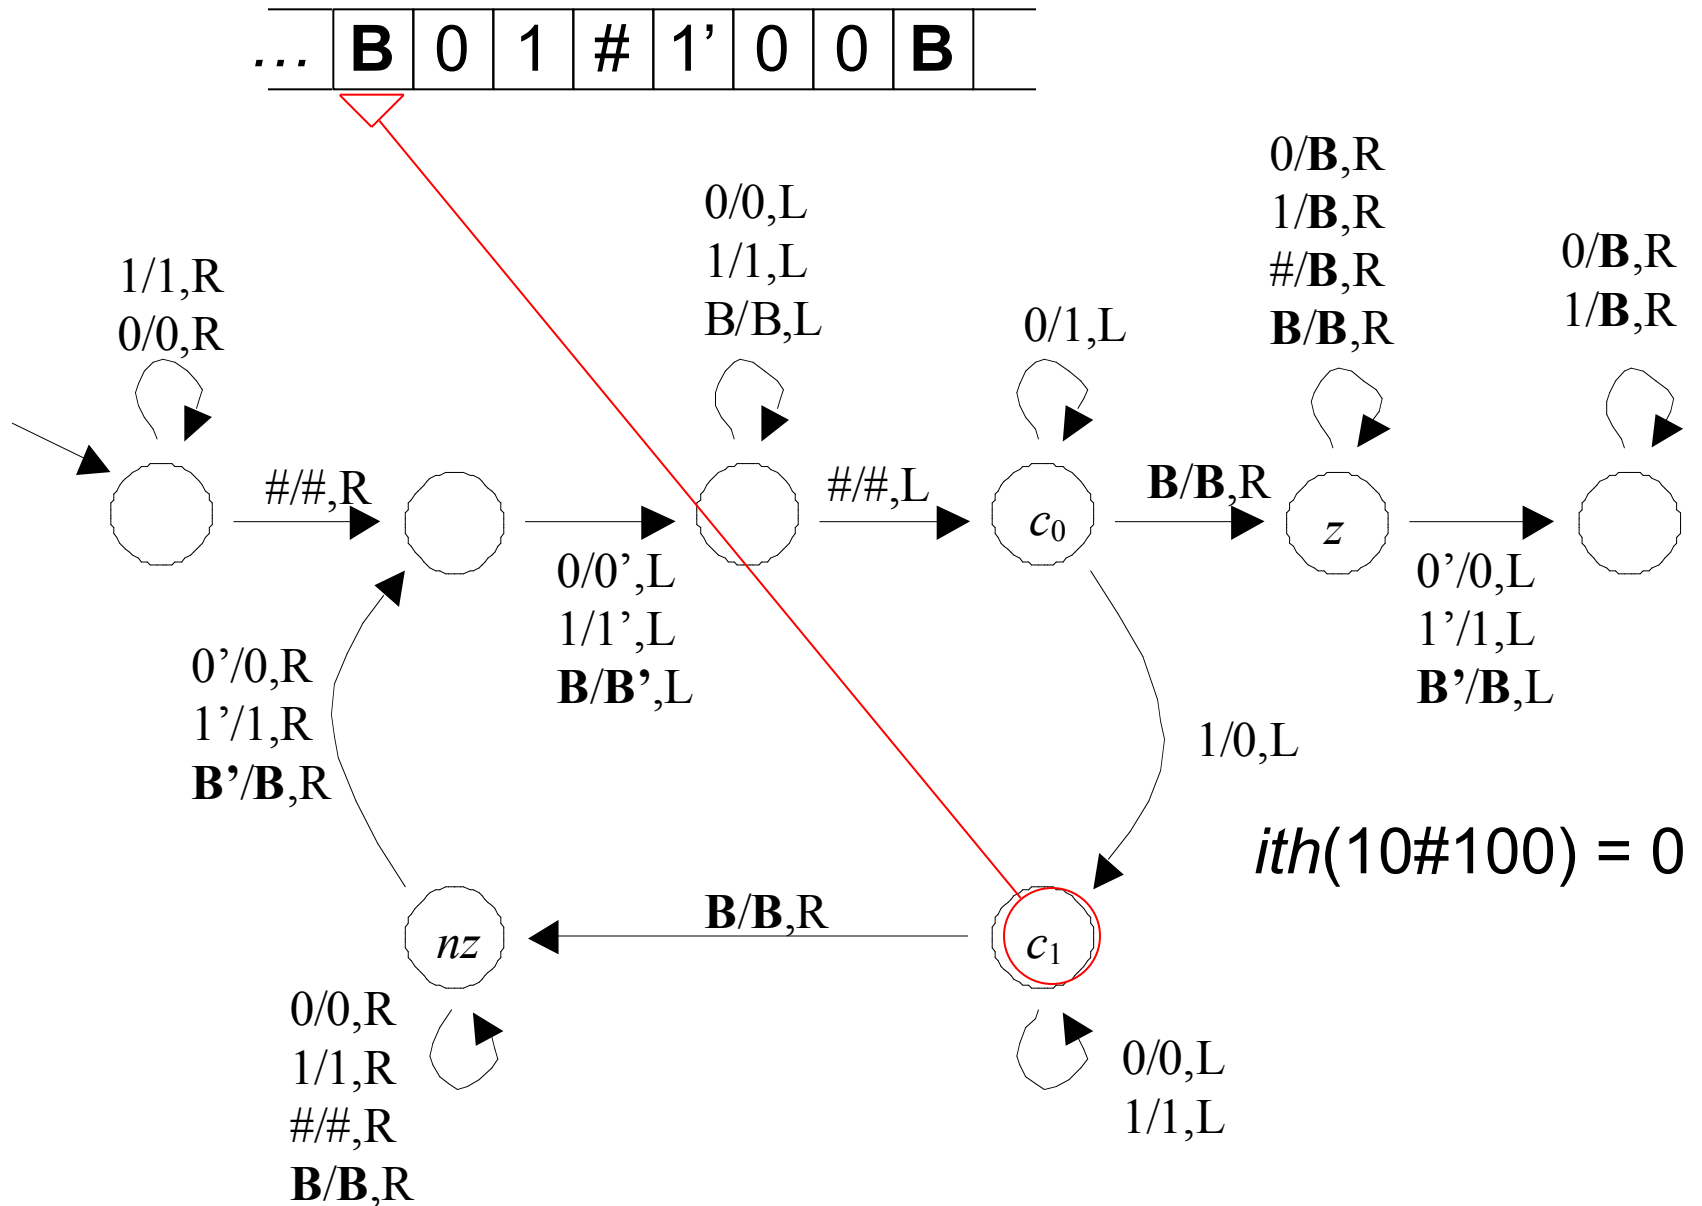 ... B 0 1 # 1’ 0 0 B
0/B,R
1/B,R
#/B,R
B/B,R
0/0,L
1/1,L
B/B,L
0/B,R
1/B,R
1/1,R
0/0,R
0/1,L
#/#,R
#/#,L
B/B,R
c0
z
0/0’,L
1/1’,L
B/B’,L
0’/0,L
1’/1,L
B’/B,L
0’/0,R
1’/1,R
B’/B,R
1/0,L
ith(10#100) = 0
B/B,R
nz
c1
0/0,R
1/1,R
#/#,R
B/B,R
0/0,L
1/1,L